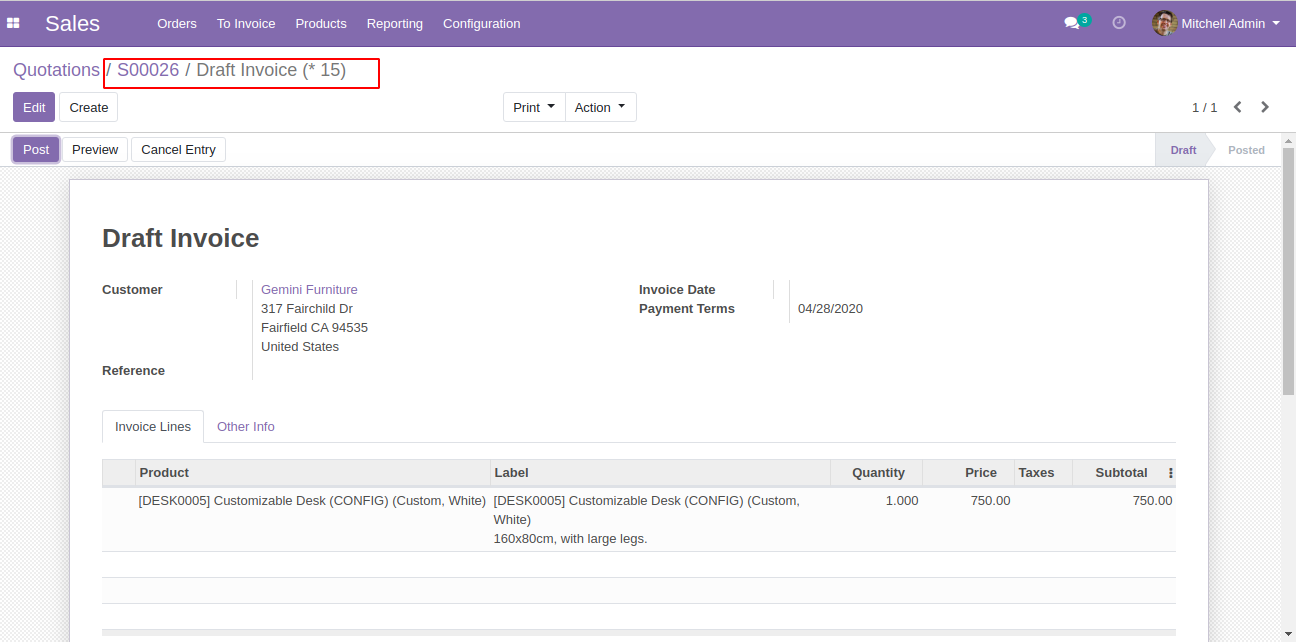 Sales Orders To Invoice Products Reporting Configuration 3 Mitchell Admin
Quotations / S00026 / Draft Invoice (* 15)
Edit Create Print Action 1 / 1
Post Preview Cancel Entry Draft Posted
Draft Invoice
Customer Gemini Furniture Invoice Date
317 Fairchild Dr Payment Terms 04/28/2020
Fairfield CA 94535
United States
Reference
Invoice Lines Other Info
Product Label Quantity Price Taxes Subtotal
[DESK0005] Customizable Desk (CONFIG) (Custom, White) [DESK0005] Customizable Desk (CONFIG) (Custom, 1.000 750.00 750.00
White)
160x80cm, with large legs.